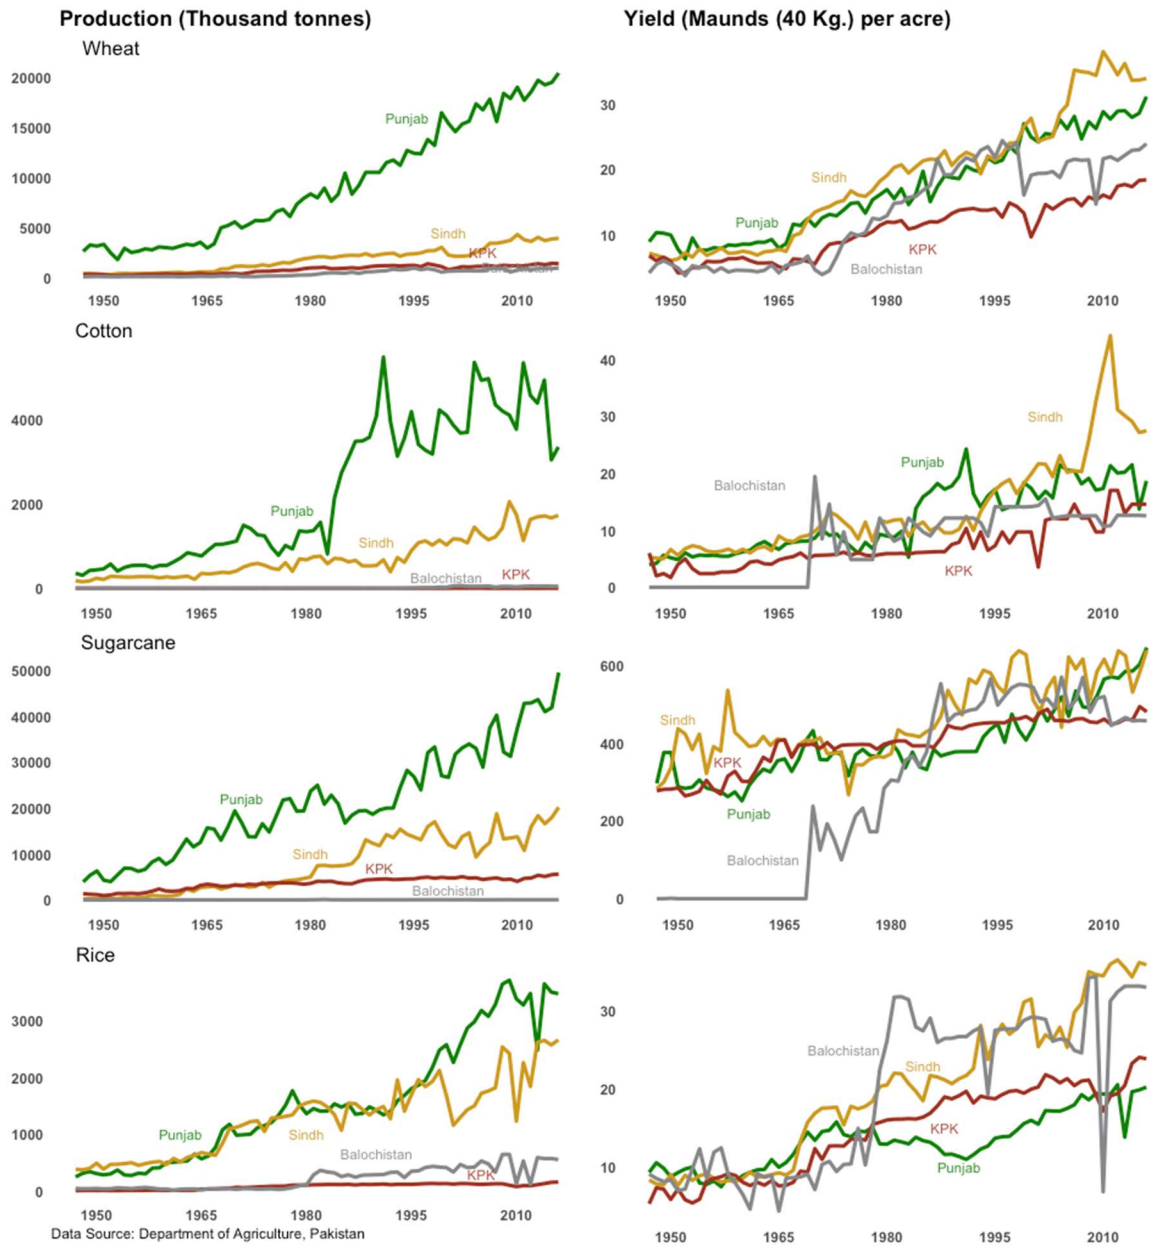 Production (Thousand tonnes)
Yield (Maunds (40 Kg.) per acre)
Wheat
20000
15000
10000
5000
0
Punjab
Sindh
KPK
Balochistan
1950 1965 1980 1995 2010
30
20
10
Sindh
Punjab
KPK
Balochistan
1950 1965 1980 1995 2010
Cotton
4000
2000
0
Punjab
Sindh
Balochistan
KPK
1950 1965 1980 1995 2010
40
30
20
10
0
Sindh
Punjab
Balochistan
KPK
1950 1965 1980 1995 2010
Sugarcane
50000
40000
30000
20000
10000
0
Punjab
Sindh
KPK
Balochistan
1950 1965 1980 1995 2010
600
400
200
0
Sindh
KPK
Punjab
Balochistan
1950 1965 1980 1995 2010
Rice
3000
2000
1000
0
Punjab
Sindh
Balochistan
KPK
1950 1965 1980 1995 2010
30
20
10
Balochistan
Sindh
KPK
Punjab
1950 1965 1980 1995 2010
Data Source: Department of Agriculture, Pakistan